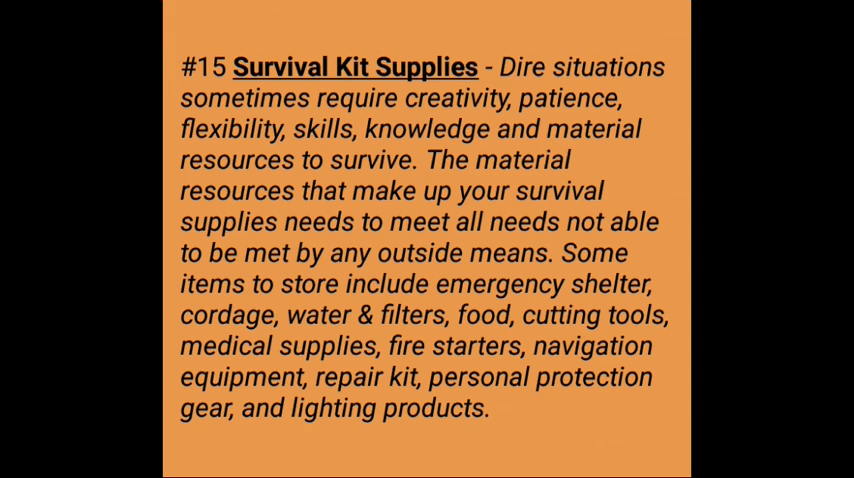 #15 Survival Kit Supplies - Dire situations
sometimes require creativity, patience,
flexibility, skills, knowledge and material
resources to survive. The material
resources that make up your survival
supplies needs to meet all needs not able
to be met by any outside means. Some
items to store include emergency shelter,
cordage, water & filters, food, cutting tools,
medical supplies, fire starters, navigation
equipment, repair kit, personal protection
gear, and lighting products.